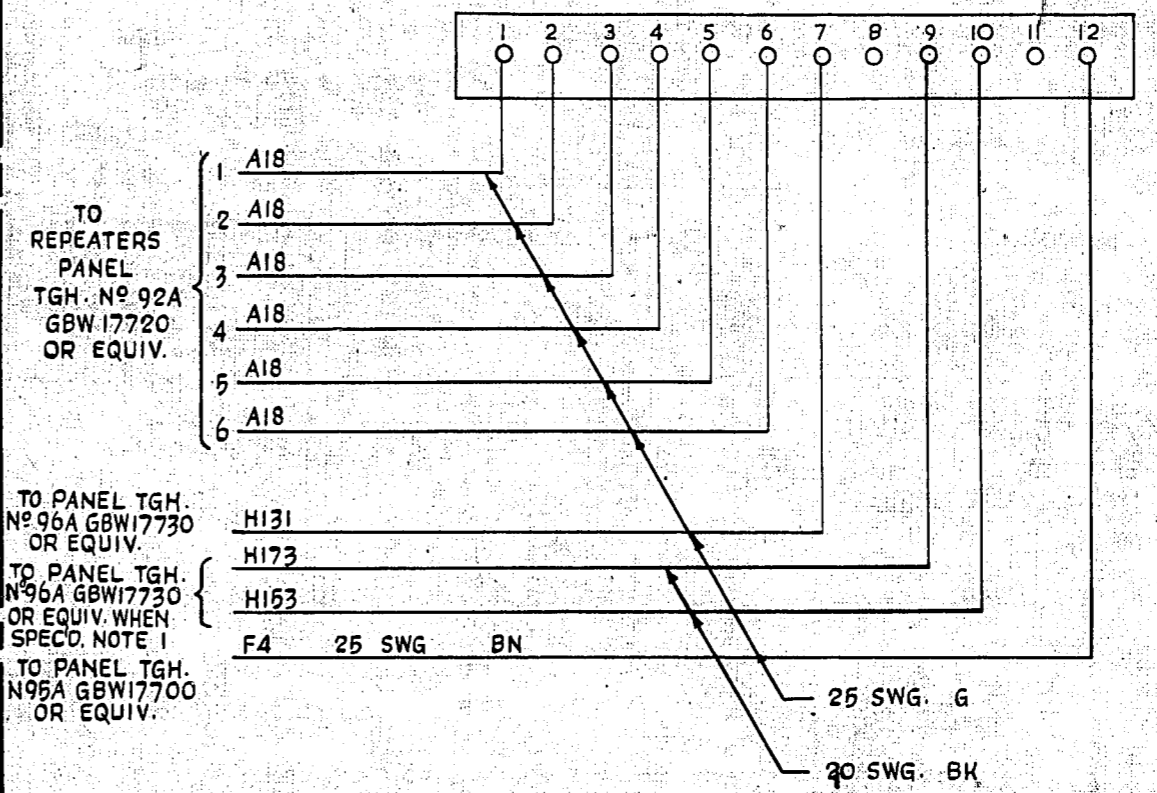 1 2 3 4 5 6 7 8 9 10 11 12
1 A18
2 A18
3 A18
4 A18
5 A18
6 A18
TO
REPEATERS
PANEL
TGH. Nº 92A
GBW 17720
OR EQUIV.
TO PANEL TGH.
Nº 96A GBW17730
OR EQUIV.
H131
TO PANEL TGH.
Nº96A GBW17730
OR EQUIV. WHEN
SPEC'D. NOTE 1
H173
H153
TO PANEL TGH.
N95A GBW17700
OR EQUIV.
F4 25 SWG BN
25 SWG. G
20 SWG. BK